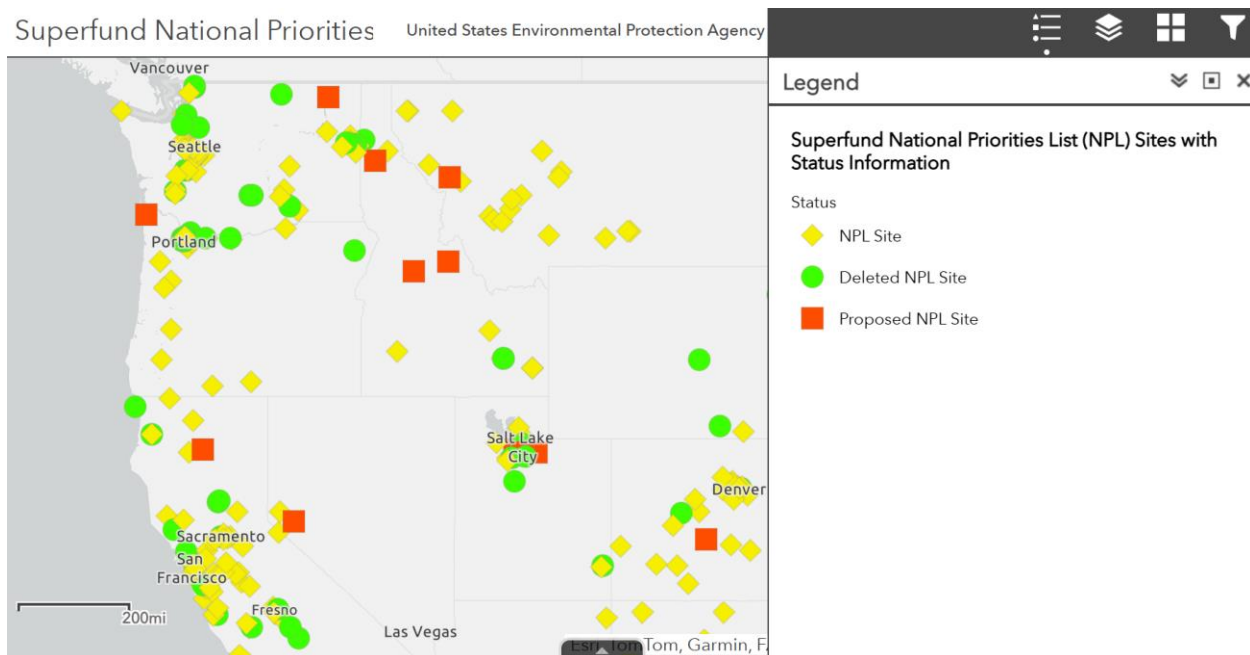 Superfund National Priorities
United States Environmental Protection Agency
Legend
Superfund National Priorities List (NPL) Sites with
Status Information
Status
NPL Site
Deleted NPL Site
Proposed NPL Site
Vancouver
Seattle
Portland
Salt Lake
City
Denver
Sacramento
San
Francisco
Fresno
Las Vegas
200mi
Esri, TomTom, Garmin,